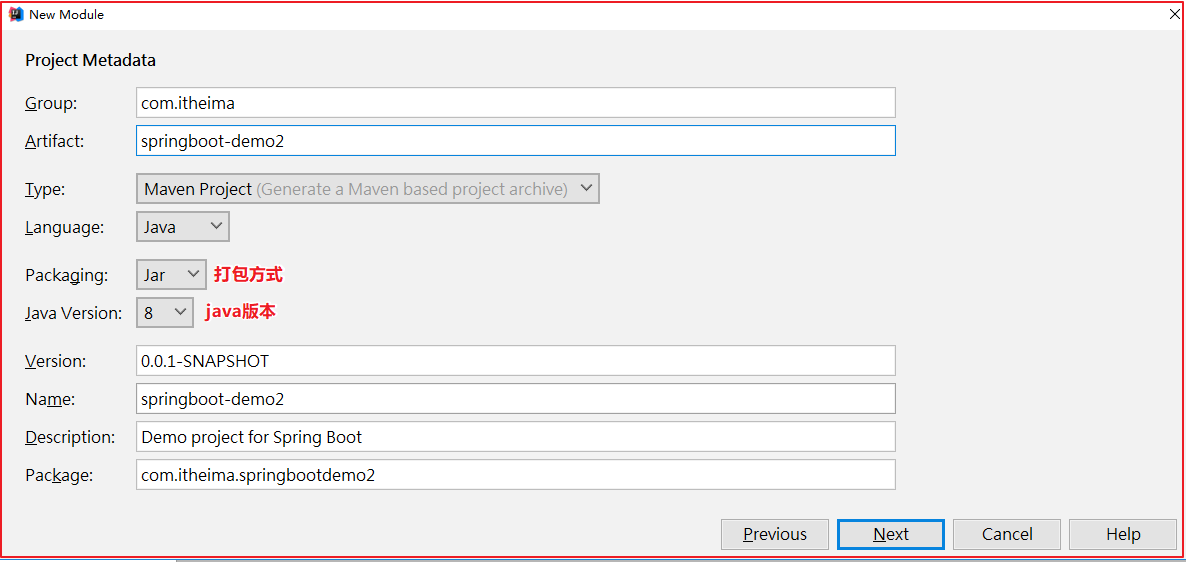 New Module
Project Metadata
Group: com.itheima
Artifact: springboot-demo2
Type: Maven Project (Generate a Maven based project archive)
Language: Java
Packaging: Jar 打包方式
Java Version: 8 java版本
Version: 0.0.1-SNAPSHOT
Name: springboot-demo2
Description: Demo project for Spring Boot
Package: com.itheima.springbootdemo2
Previous Next Cancel Help